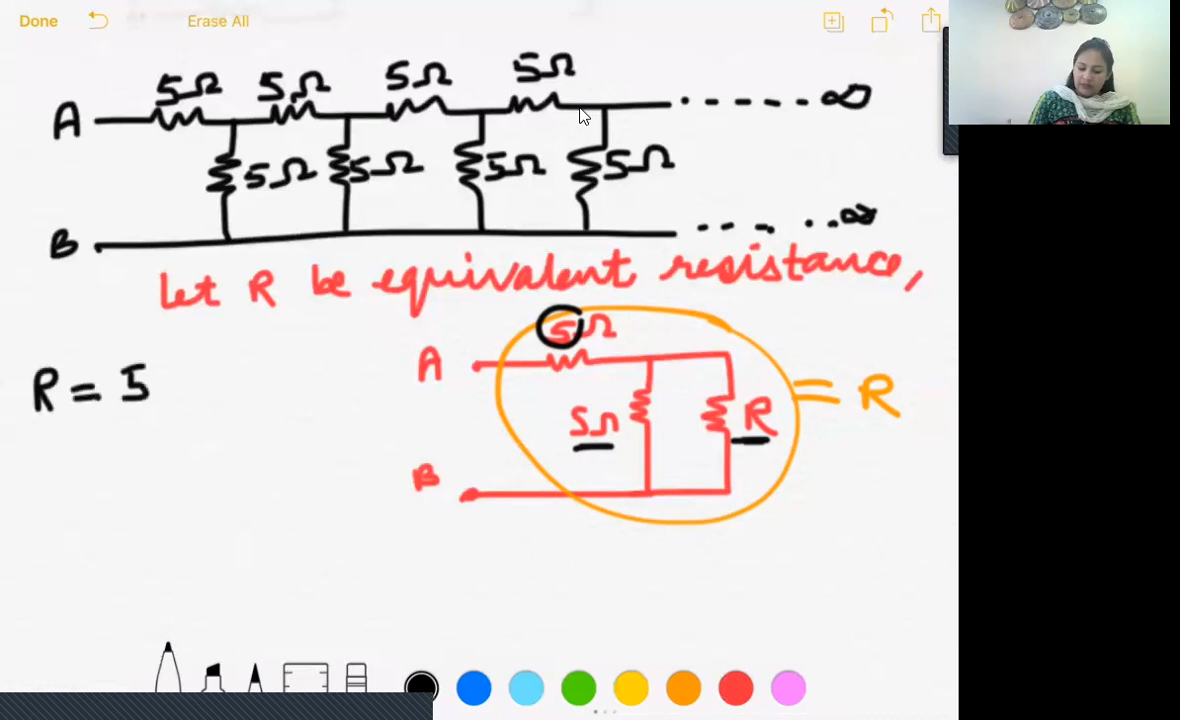 Done Erase All
5Ω 5Ω 5Ω 5Ω
A ∞
5Ω 5Ω 5Ω 5Ω
B ∞
Let R be equivalent resistance,
5Ω
A
R = 5
5Ω R = R
B